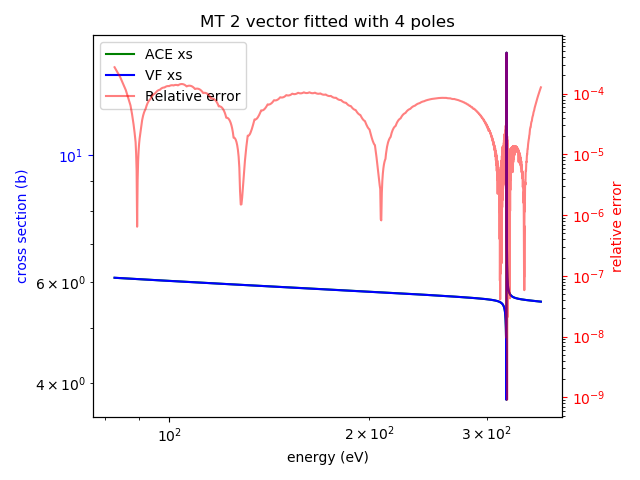 MT 2 vector fitted with 4 poles
ACE xs
VF xs
Relative error
cross section (b)
10¹
6 × 10⁰
4 × 10⁰
10⁻⁴
10⁻⁵
10⁻⁶
10⁻⁷
10⁻⁸
10⁻⁹
relative error
10²
2 × 10²
3 × 10²
energy (eV)